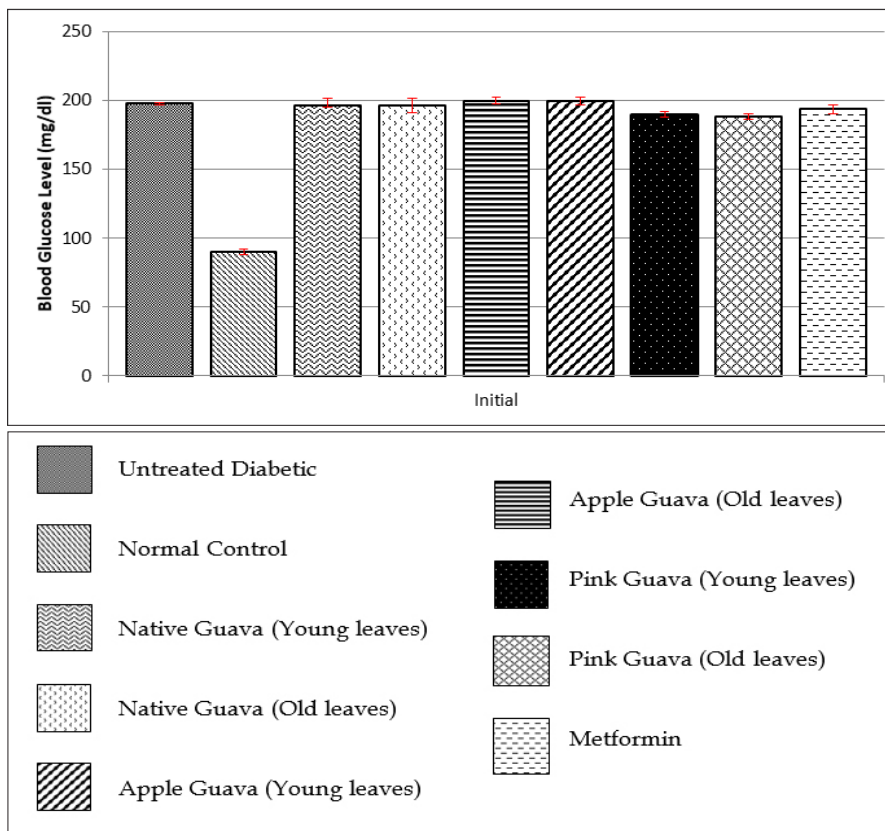 250
200
150
100
50
0
Blood Glucose Level (mg/dl)
Initial
Untreated Diabetic
Normal Control
Native Guava (Young leaves)
Native Guava (Old leaves)
Apple Guava (Young leaves)
Apple Guava (Old leaves)
Pink Guava (Young leaves)
Pink Guava (Old leaves)
Metformin